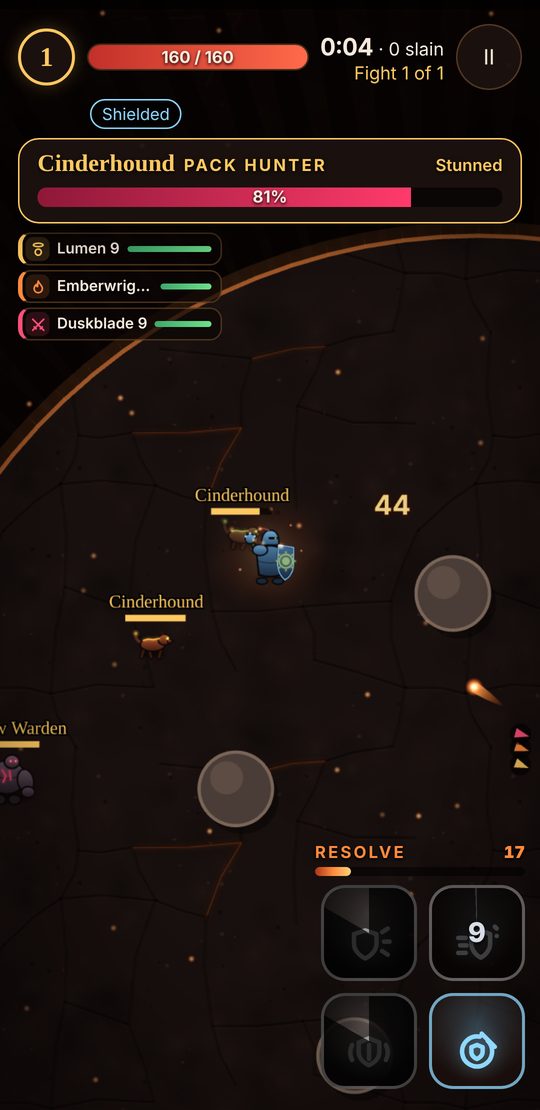 1
160 / 160
0:04 · 0 slain
Fight 1 of 1
Shielded
Cinderhound PACK HUNTER
Stunned
81%
Lumen 9
Emberwrig...
Duskblade 9
Cinderhound
44
Cinderhound
w Warden
RESOLVE 17
9